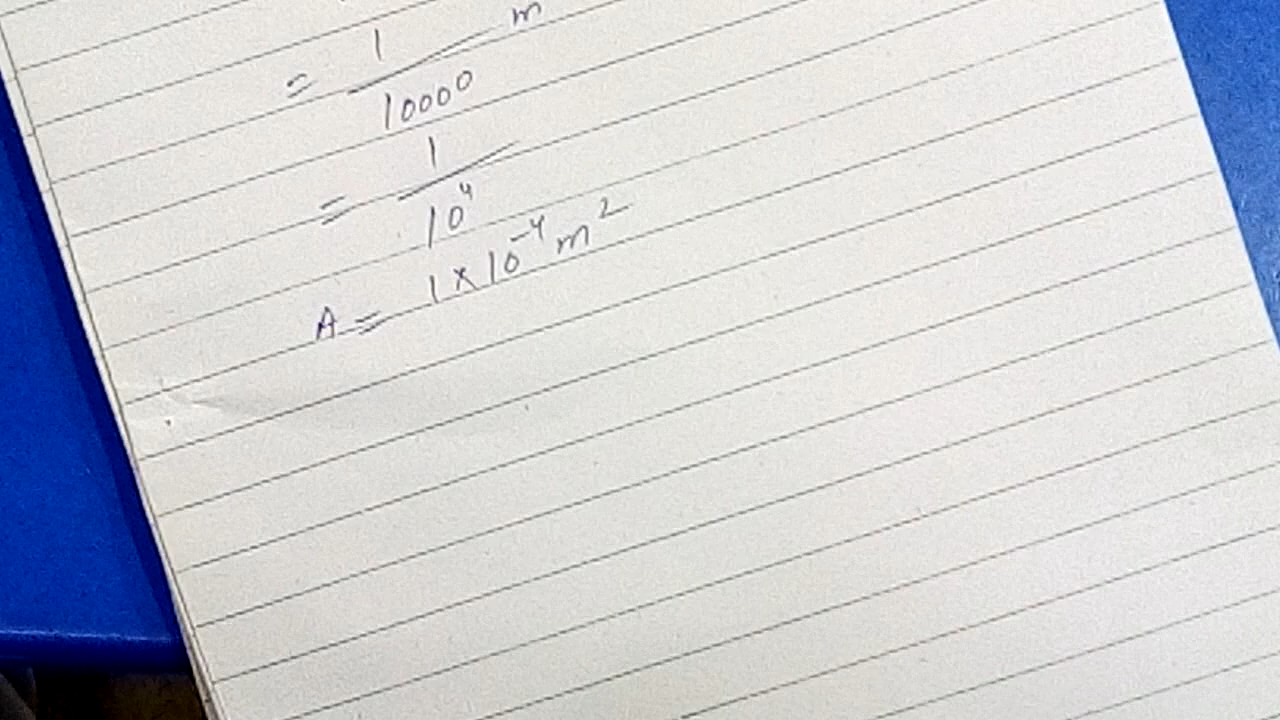 = 1/10000 m
= 1/10⁴
A = 1 × 10⁻⁴ m²